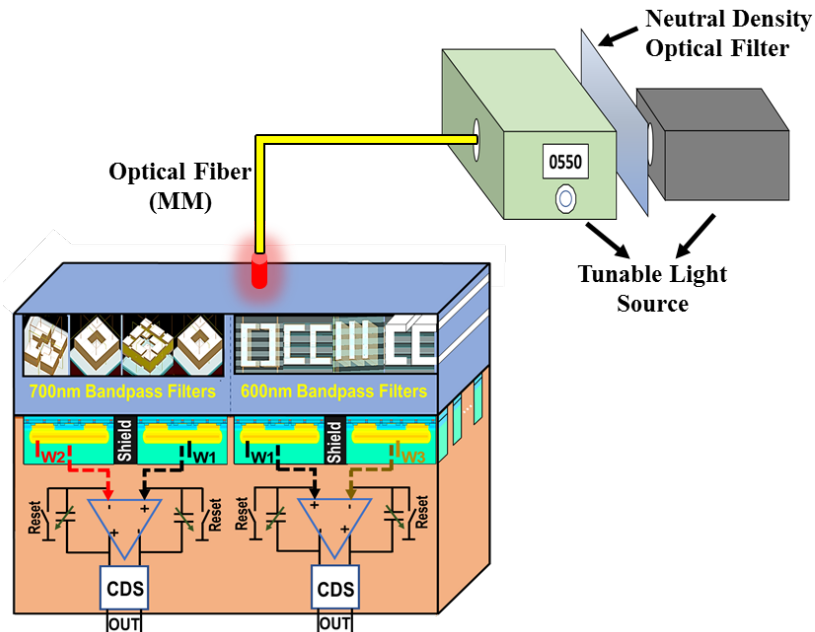 Neutral Density
Optical Filter
0550
Optical Fiber
(MM)
Tunable Light
Source
700nm Bandpass Filters
600nm Bandpass Filters
IW2
Shield
IW1
IW1
Shield
IW3
Reset
- +
+ -
Reset
Reset
+ -
- +
Reset
CDS
CDS
OUT
OUT